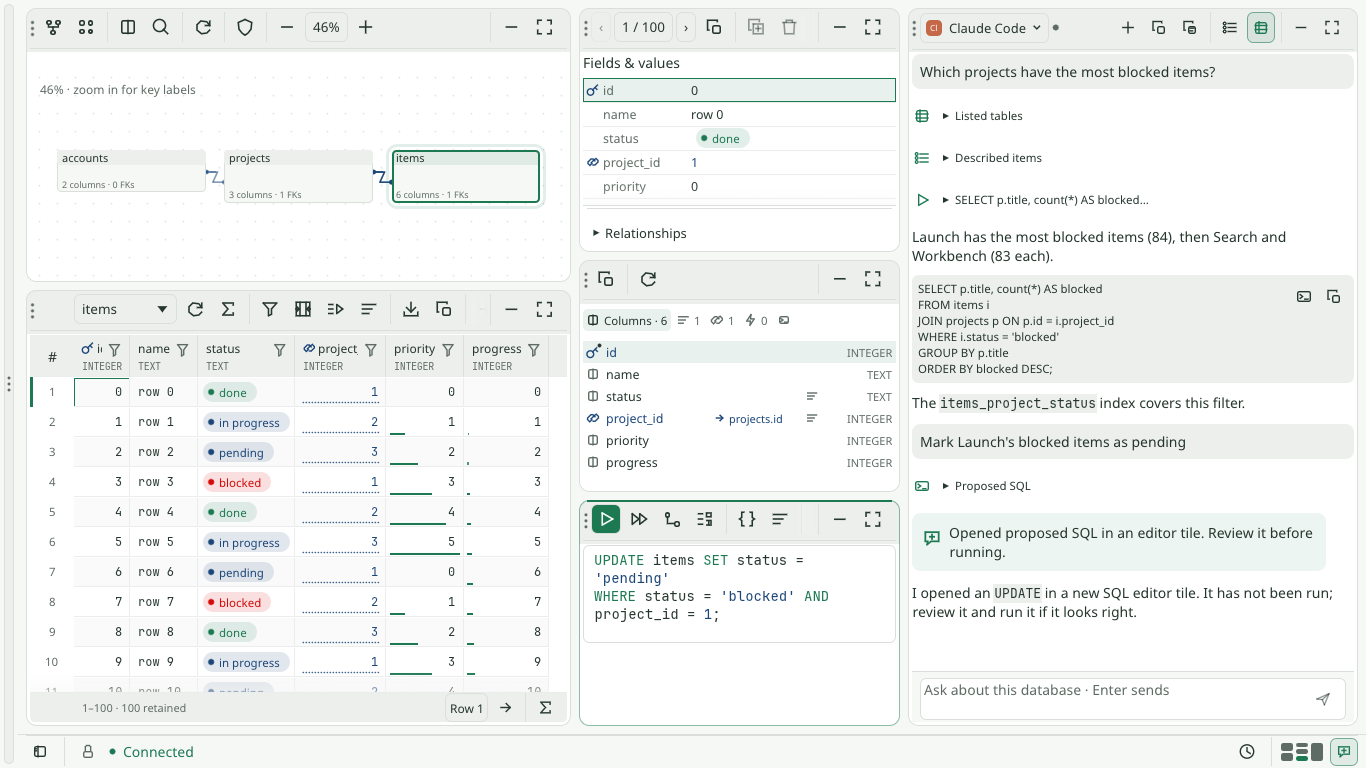 46%
46% · zoom in for key labels
accounts
2 columns · 0 FKs
projects
3 columns · 1 FKs
items
6 columns · 1 FKs
items
# name status project_ priority progress
INTEGER TEXT TEXT INTEGER INTEGER INTEGER
1 0 row 0 done 1 0 0
2 1 row 1 in progress 2 1 1
3 2 row 2 pending 3 2 2
4 3 row 3 blocked 1 3 3
5 4 row 4 done 2 4 4
6 5 row 5 in progress 3 5 5
7 6 row 6 pending 1 0 6
8 7 row 7 blocked 2 1 7
9 8 row 8 done 3 2 8
10 9 row 9 in progress 1 3 9
11 10 row 10 pending 2 4 10
1–100 · 100 retained
Row 1
1 / 100
Fields & values
id 0
name row 0
status done
project_id 1
priority 0
Relationships
Columns · 6 1 1 0
id INTEGER
name TEXT
status TEXT
project_id projects.id INTEGER
priority INTEGER
progress INTEGER
UPDATE items SET status =
'pending'
WHERE status = 'blocked' AND
project_id = 1;
Cl Claude Code
Which projects have the most blocked items?
Listed tables
Described items
SELECT p.title, count(*) AS blocked...
Launch has the most blocked items (84), then Search and
Workbench (83 each).
SELECT p.title, count(*) AS blocked
FROM items i
JOIN projects p ON p.id = i.project_id
WHERE i.status = 'blocked'
GROUP BY p.title
ORDER BY blocked DESC;
The items_project_status index covers this filter.
Mark Launch's blocked items as pending
Proposed SQL
Opened proposed SQL in an editor tile. Review it before
running.
I opened an UPDATE in a new SQL editor tile. It has not been run;
review it and run it if it looks right.
Ask about this database · Enter sends
Connected